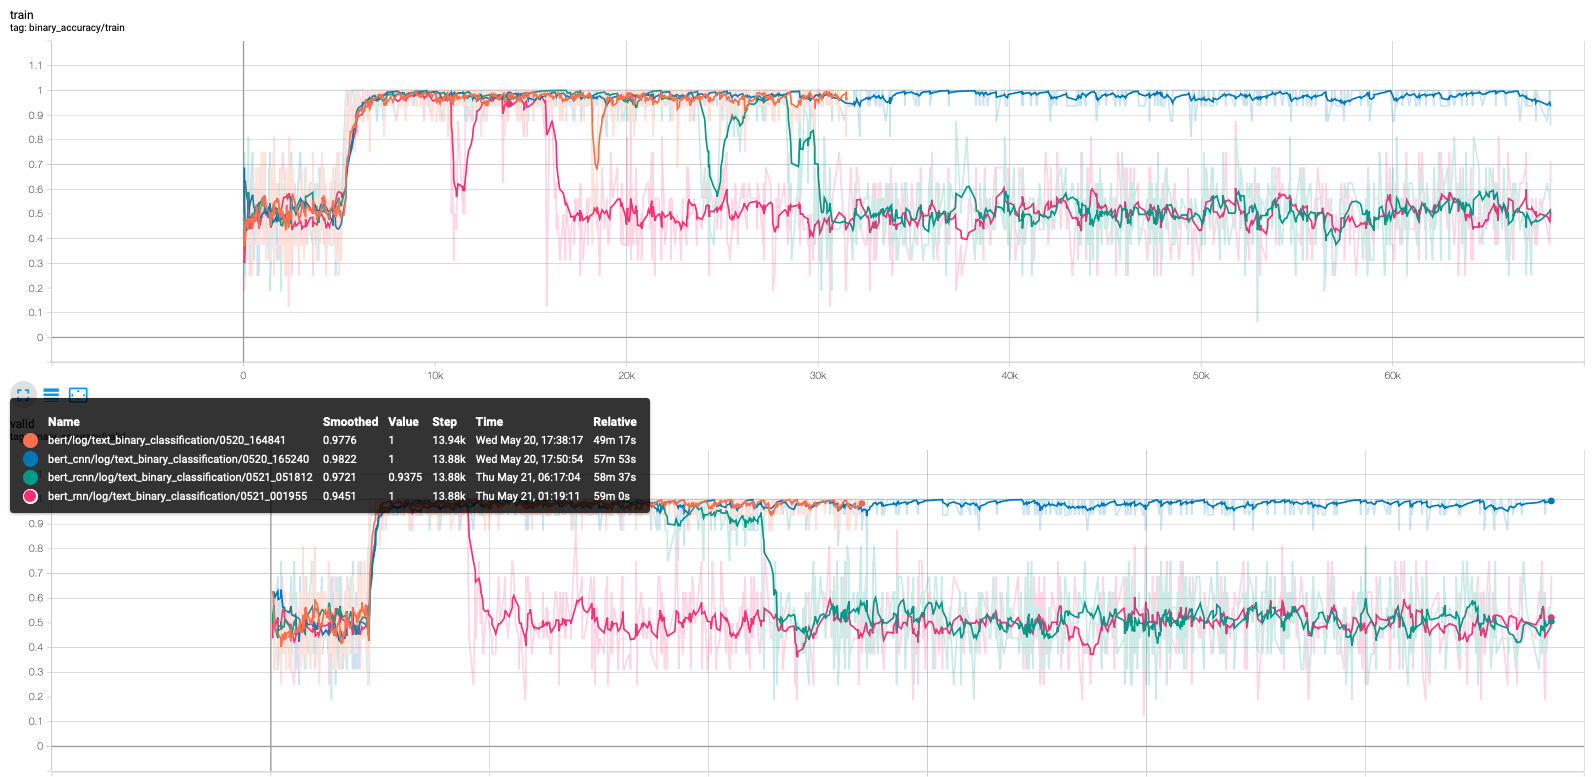 train
tag: binary_accuracy/train
1.1
1
0.9
0.8
0.7
0.6
0.5
0.4
0.3
0.2
0.1
0
0 10k 20k 30k 40k 50k 60k
valid
Name Smoothed Value Step Time Relative
bert/log/text_binary_classification/0520_164841 0.9776 1 13.94k Wed May 20, 17:38:17 49m 17s
bert_cnn/log/text_binary_classification/0520_165240 0.9822 1 13.88k Wed May 20, 17:50:54 57m 53s
bert_rcnn/log/text_binary_classification/0521_051812 0.9721 0.9375 13.88k Thu May 21, 06:17:04 58m 37s
bert_rnn/log/text_binary_classification/0521_001955 0.9451 1 13.88k Thu May 21, 01:19:11 59m 0s
0.9
0.8
0.7
0.6
0.5
0.4
0.3
0.2
0.1
0